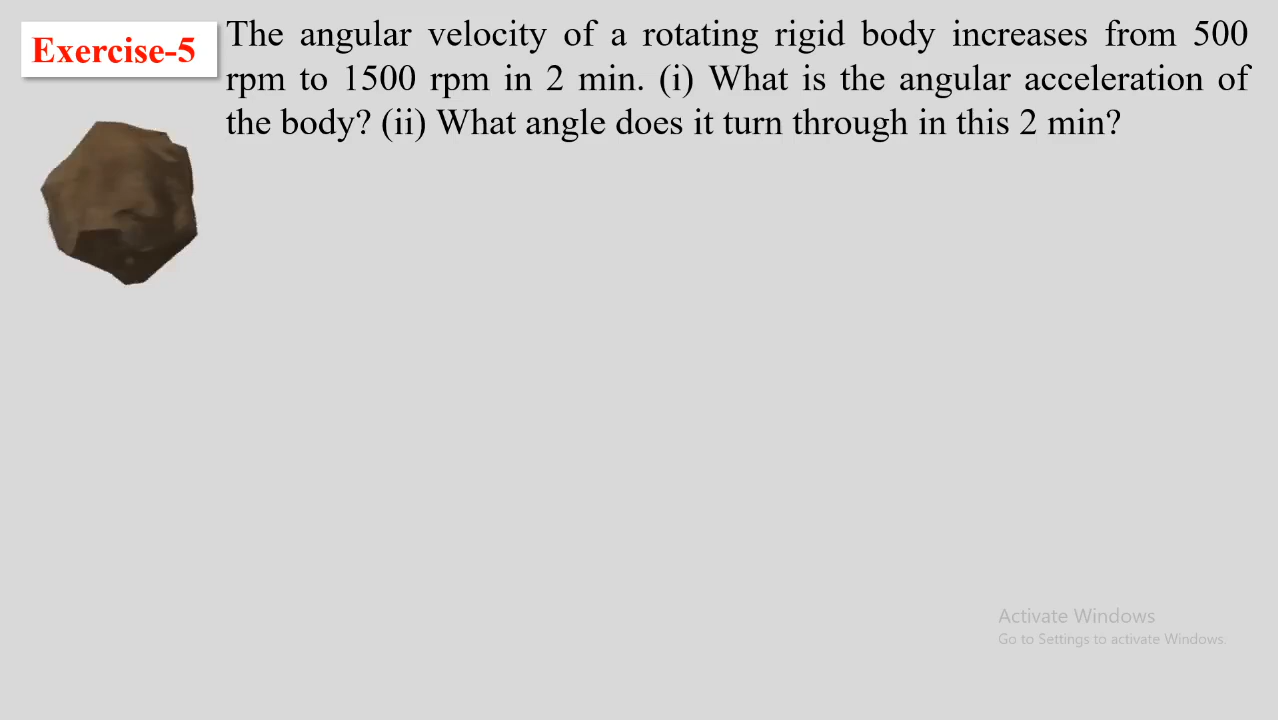 Exercise-5
The angular velocity of a rotating rigid body increases from 500
rpm to 1500 rpm in 2 min. (i) What is the angular acceleration of
the body? (ii) What angle does it turn through in this 2 min?
Activate Windows
Go to Settings to activate Windows.